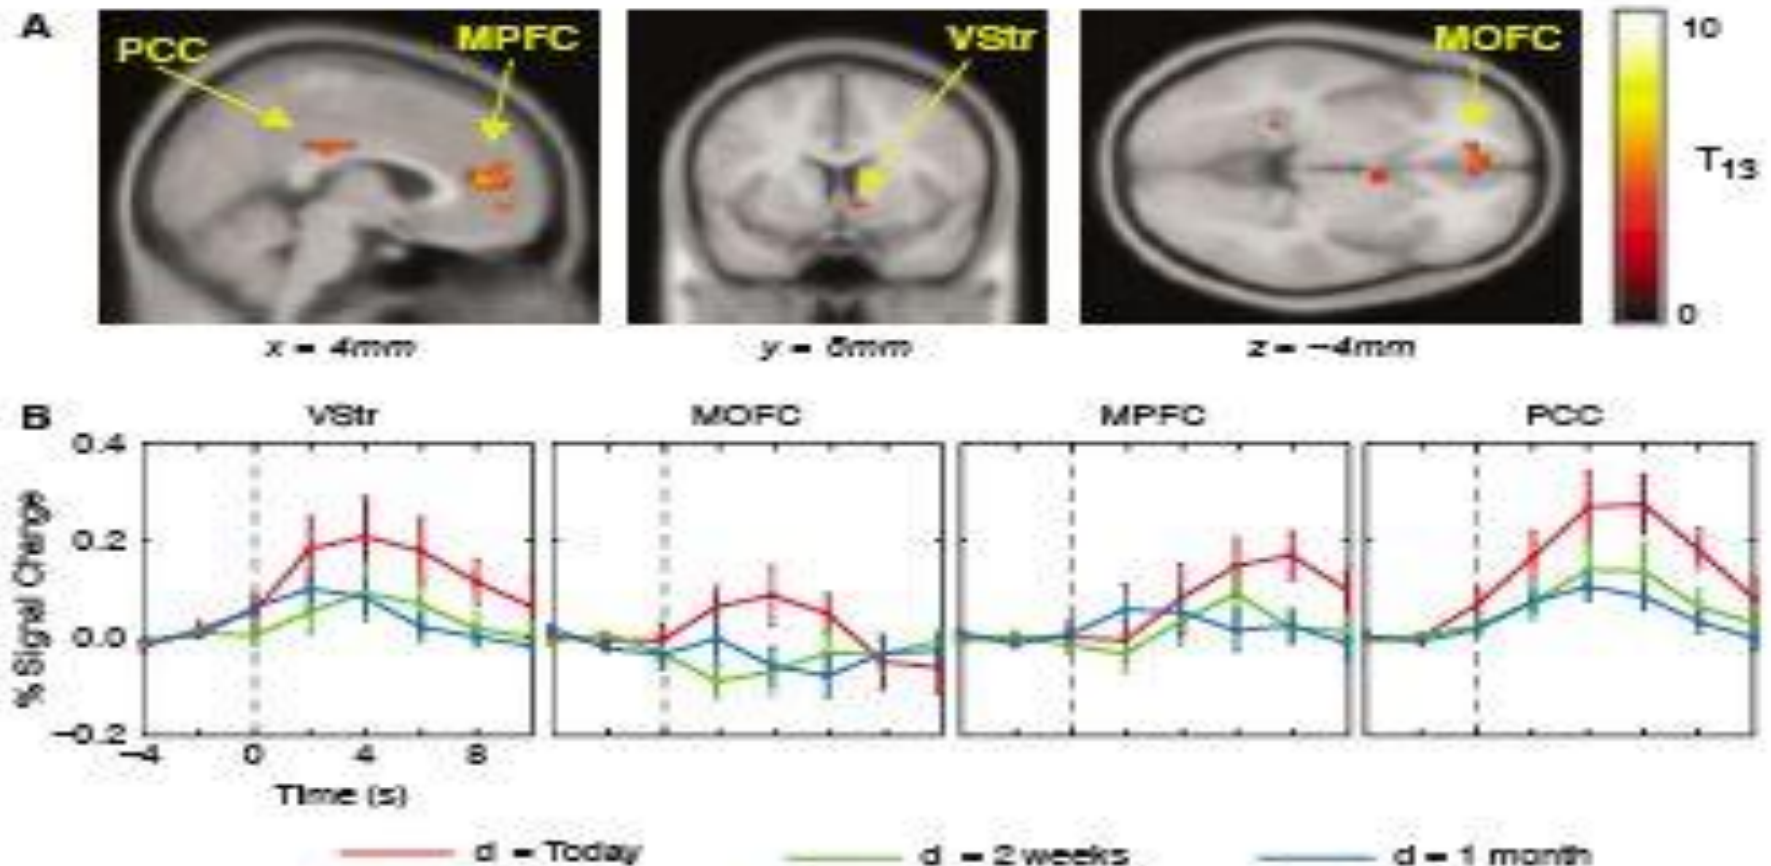 A
PCC
MPFC
VStr
MOFC
10
T13
0
x = 4mm
y = 8mm
z = -4mm
B
VStr
MOFC
MPFC
PCC
% Signal Change
0.4
0.2
0.0
-0.2
-4 0 4 8
Time (s)
d = Today
d = 2 weeks
d = 1 month